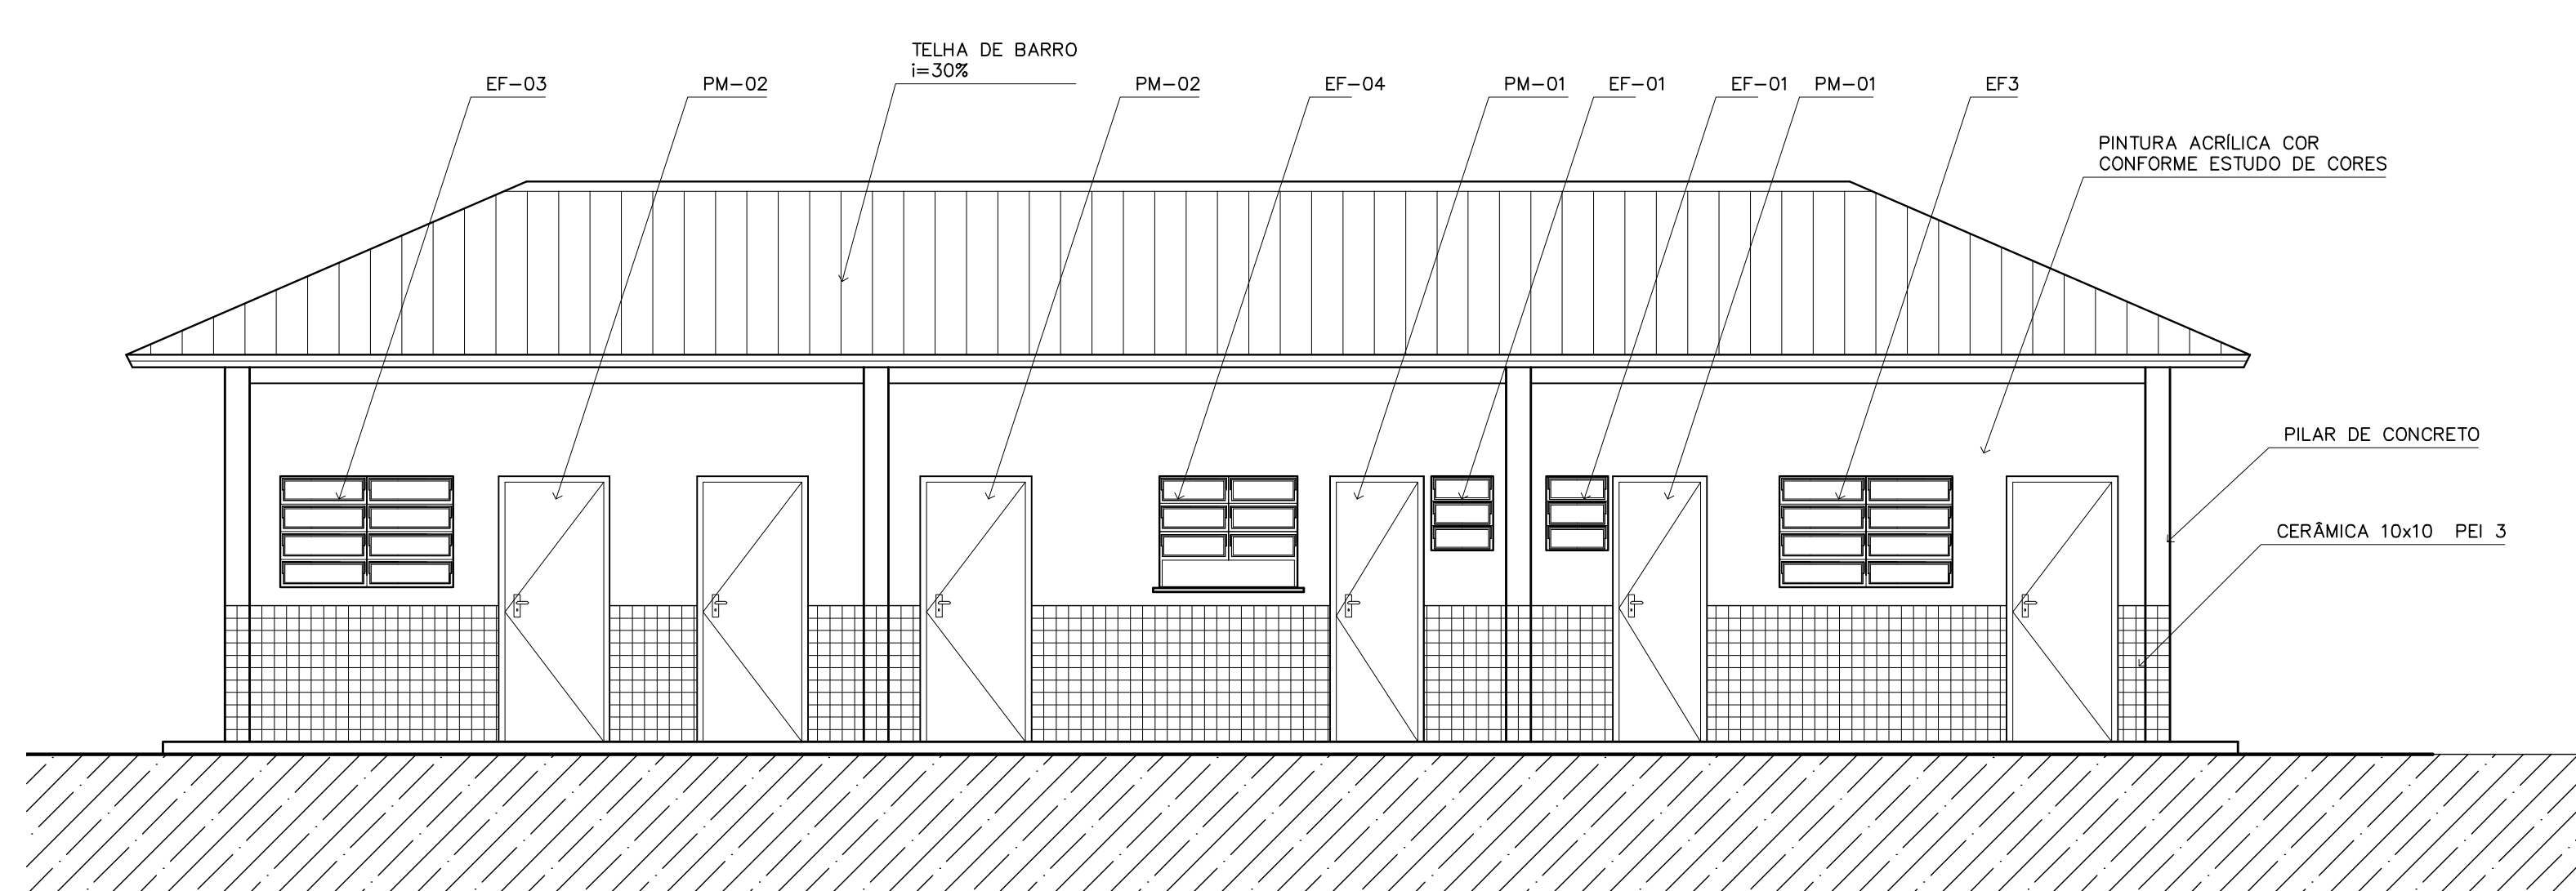 TELHA DE BARRO
i=30%
EF-03
PM-02
PM-02
EF-04
PM-01
EF-01
EF-01
PM-01
EF3
PINTURA ACRÍLICA COR
CONFORME ESTUDO DE CORES
PILAR DE CONCRETO
CERÂMICA 10x10 PEI 3